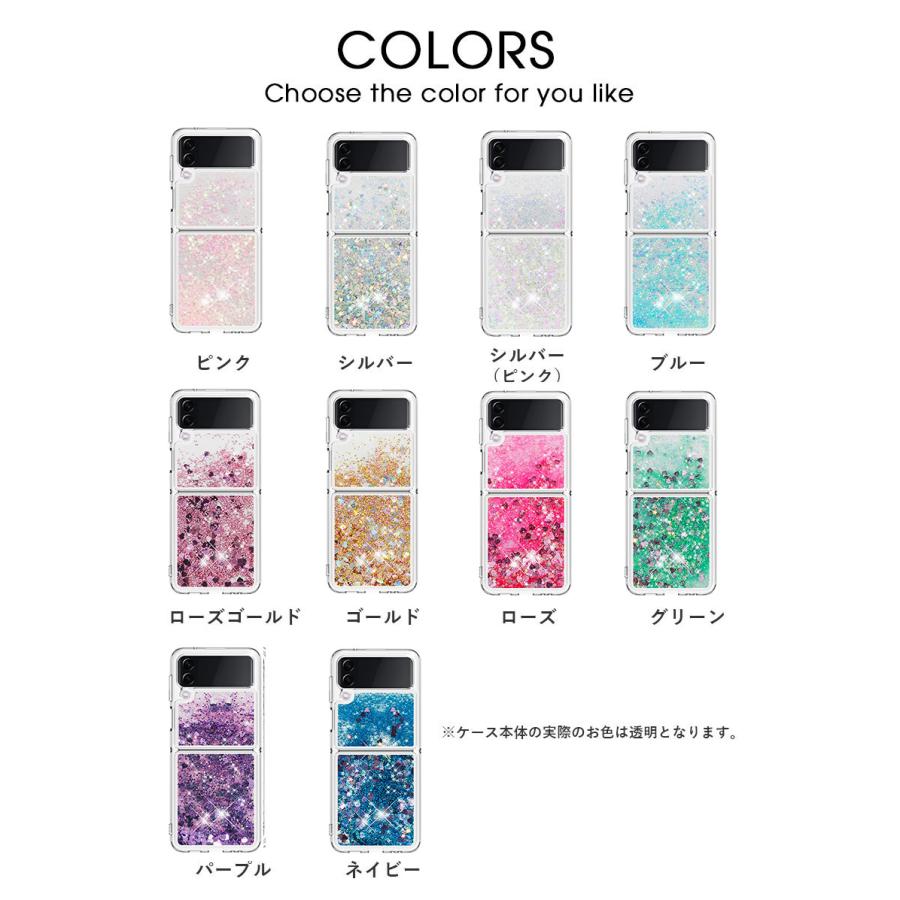 COLORS
Choose the color for you like
ピンク
シルバー
シルバー
（ピンク）
ブルー
ローズゴールド
ゴールド
ローズ
グリーン
パープル
ネイビー
※ケース本体の実際のお色は透明となります。